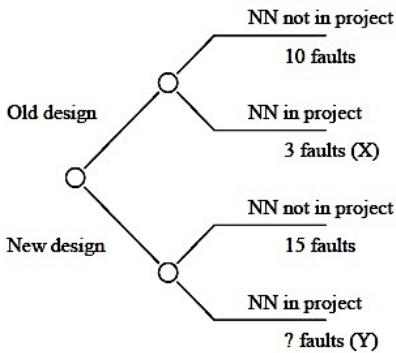 NN not in project
10 faults
Old design
NN in project
3 faults (X)
NN not in project
New design
15 faults
NN in project
? faults (Y)